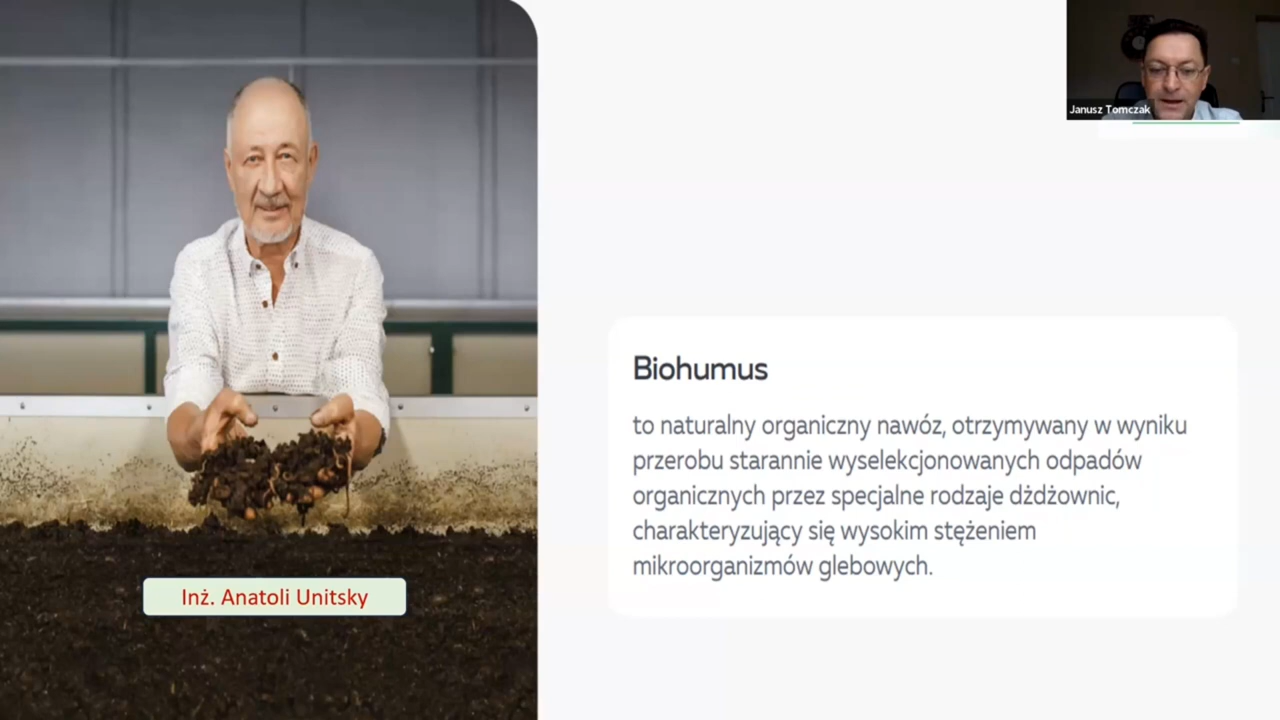 Janusz Tomczak
Biohumus
to naturalny organiczny nawóz, otrzymywany w wyniku
przerobu starannie wyselekcjonowanych odpadów
organicznych przez specjalne rodzaje dżdżownic,
charakteryzujący się wysokim stężeniem
mikroorganizmów glebowych.
Inż. Anatoli Unitsky